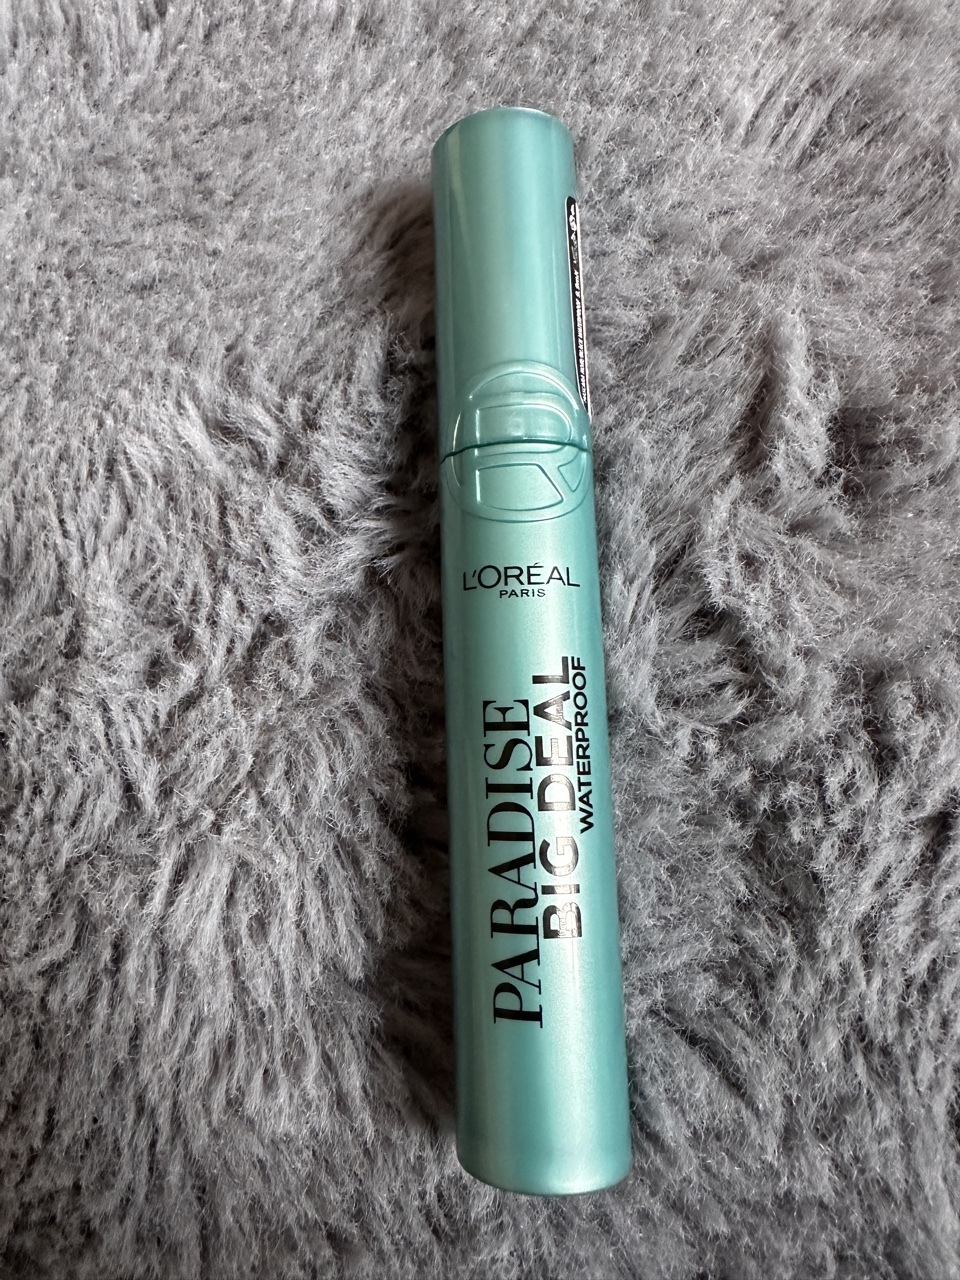 L'ORÉAL
PARIS
PARADISE
BIG DEAL
WATERPROOF